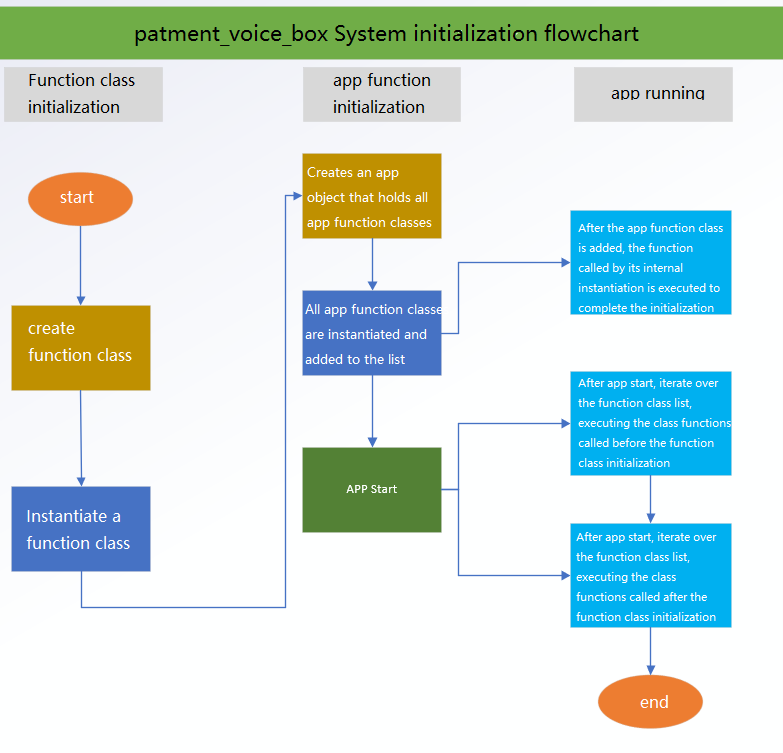 patment_voice_box System initialization flowchart
Function class
initialization
app function
initialization
app running
start
create
function class
Instantiate a
function class
Creates an app
object that holds all
app function classes
All app function classe
are instantiated and
added to the list
APP Start
After the app function class
is added, the function
called by its internal
instantiation is executed to
complete the initialization
After app start, iterate over
the function class list,
executing the class functions
called before the function
class initialization
After app start, iterate over
the function class list,
executing the class
functions called after the
function class initialization
end